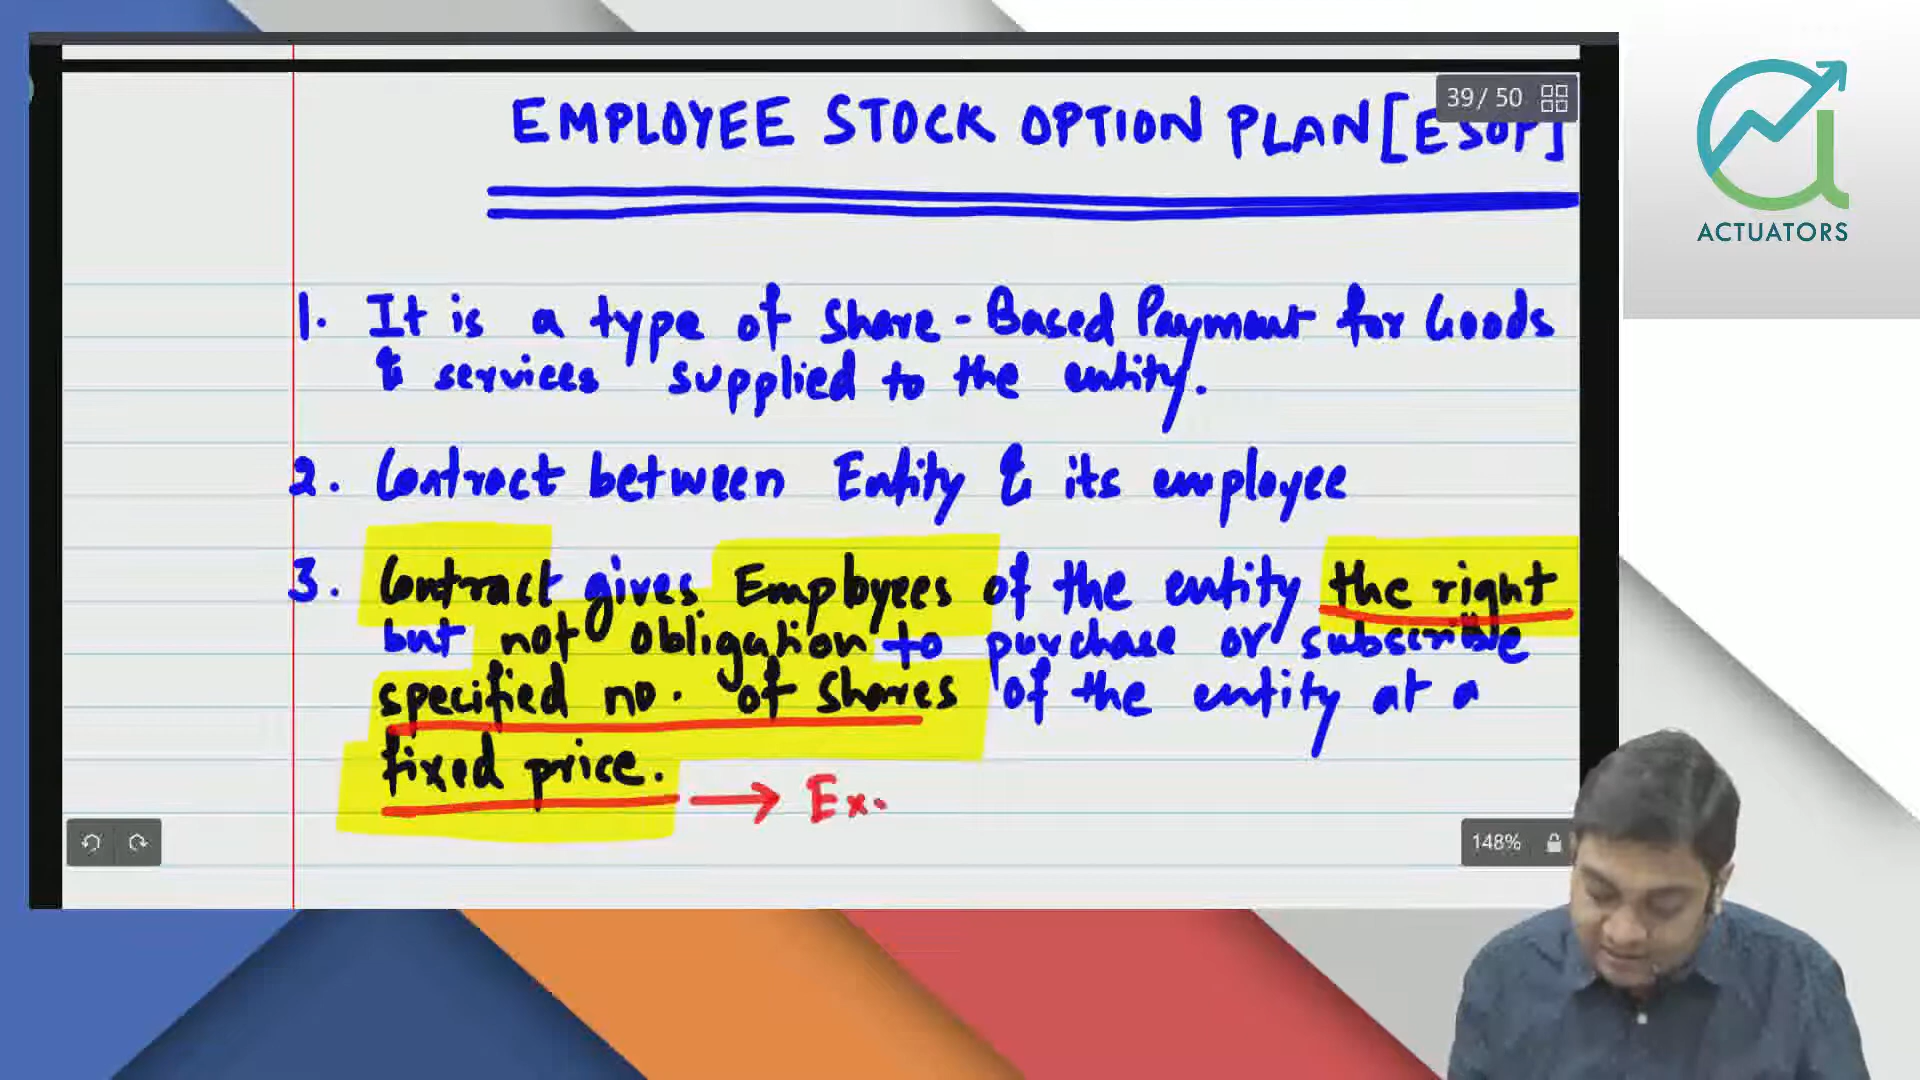 EMPLOYEE STOCK OPTION PLAN [ESOP]
39 / 50
ACTUATORS
1. It is a type of Share-Based Payment for Goods
& services supplied to the entity.
2. Contract between Entity & its employee
3. Contract gives Employees of the entity the right
but not obligation to purchase or subscribe
specified no. of shares of the entity at a
fixed price. → Ex.
148%